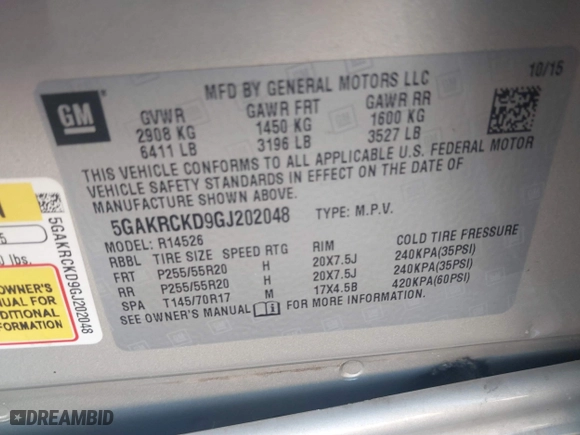 MFD BY GENERAL MOTORS LLC
10/15
GM
GVWR GAWR FRT GAWR RR
2908 KG 1450 KG 1600 KG
6411 LB 3196 LB 3527 LB
THIS VEHICLE CONFORMS TO ALL APPLICABLE U.S. FEDERAL MOTOR
VEHICLE SAFETY STANDARDS IN EFFECT ON THE DATE OF
MANUFACTURE SHOWN ABOVE.
5GAKRCKD9GJ202048 TYPE: M.P.V.
MODEL: R14526
RBBL TIRE SIZE SPEED RTG RIM COLD TIRE PRESSURE
FRT P255/55R20 H 20X7.5J 240KPA(35PSI)
RR P255/55R20 H 20X7.5J 240KPA(35PSI)
SPA T145/70R17 M 17X4.5B 420KPA(60PSI)
SEE OWNER'S MANUAL FOR MORE INFORMATION.
5GAKRCKD9GJ202048
lbs.
OWNER'S
MANUAL FOR
INFORMATION
DREAMBID